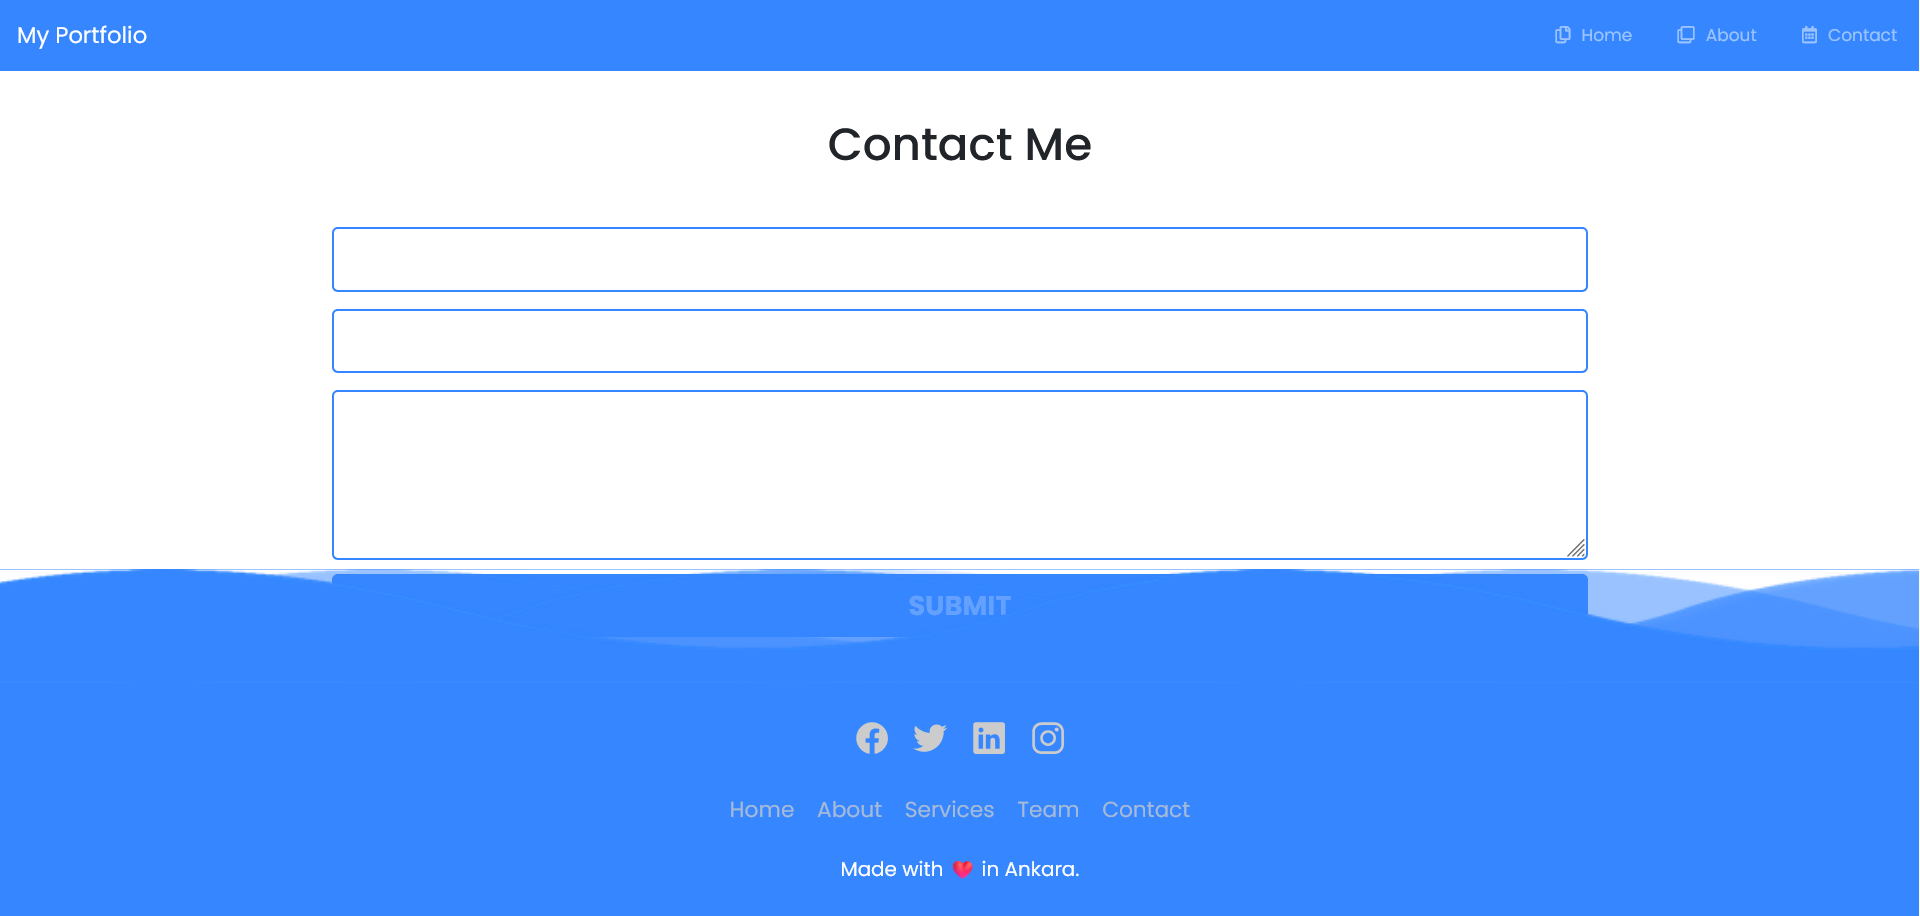 My Portfolio
Home About Contact
Contact Me
SUBMIT
Home About Services Team Contact
Made with ❤️ in Ankara.